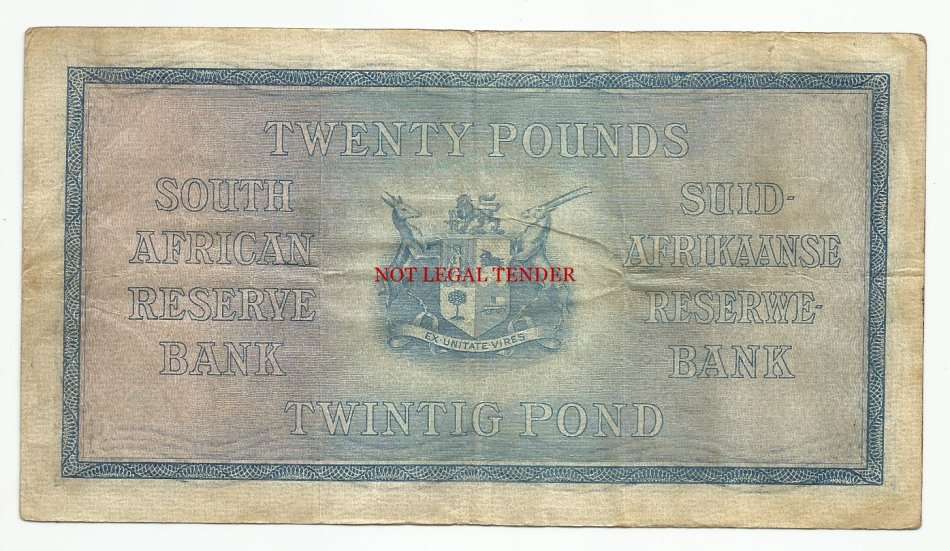 TWENTY POUNDS
SOUTH
AFRICAN
RESERVE
BANK
SUID-
AFRIKAANSE
RESERWE-
BANK
NOT LEGAL TENDER
EX·UNITATE·VIRES
TWINTIG POND